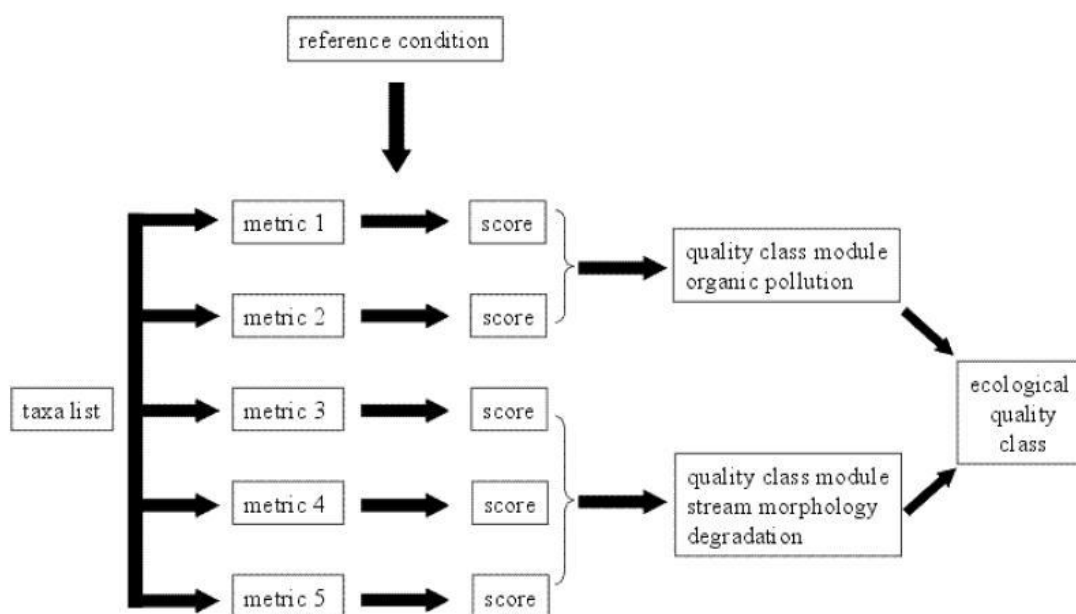 reference condition
metric 1
score
quality class module
organic pollution
metric 2
score
taxa list
metric 3
score
ecological
quality
class
metric 4
score
quality class module
stream morphology
degradation
metric 5
score